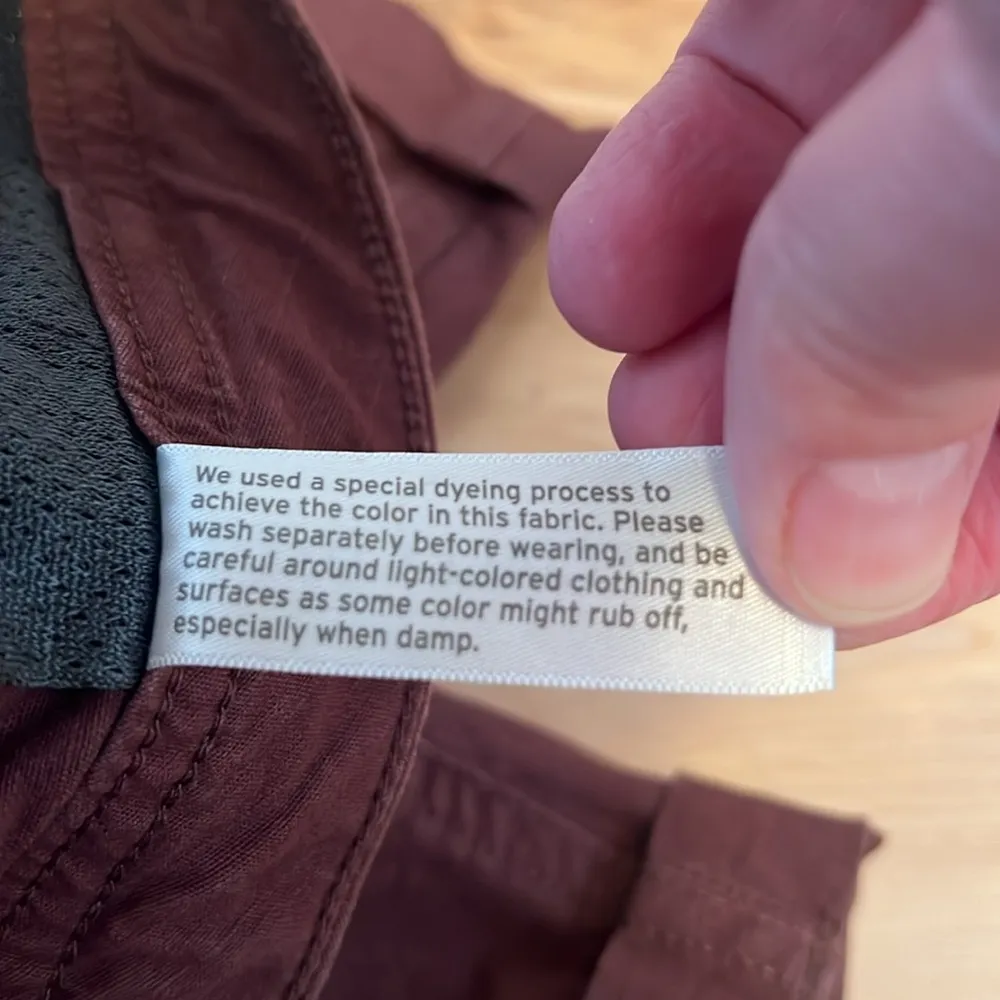 We used a special dyeing process to
achieve the color in this fabric. Please
wash separately before wearing, and be
careful around light-colored clothing and
surfaces as some color might rub off,
especially when damp.